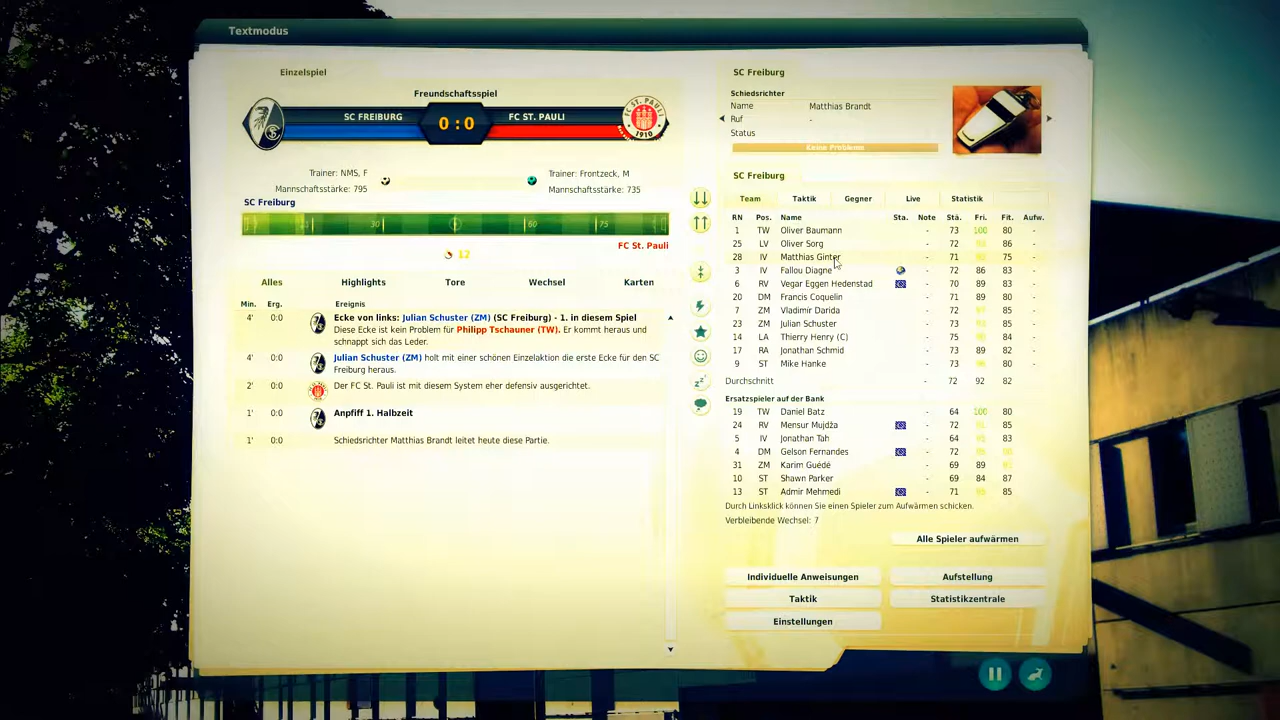 Textmodus
Einzelspiel
Freundschaftsspiel
SC FREIBURG
0 : 0
FC ST. PAULI
FC ST. PAULI
1910
Trainer: NMS, F
Mannschaftsstärke: 795
Trainer: Frontzeck, M
Mannschaftsstärke: 735
SC Freiburg
30
60
75
FC St. Pauli
12
Alles Highlights Tore Wechsel Karten
Min. Erg. Ereignis
4' 0:0 Ecke von links: Julian Schuster (ZM) (SC Freiburg) - 1. in diesem Spiel
Diese Ecke ist kein Problem für Philipp Tschauner (TW). Er kommt heraus und
schnappt sich das Leder.
4' 0:0 Julian Schuster (ZM) holt mit einer schönen Einzelaktion die erste Ecke für den SC
Freiburg heraus.
2' 0:0 Der FC St. Pauli ist mit diesem System eher defensiv ausgerichtet.
1' 0:0 Anpfiff 1. Halbzeit
1' 0:0 Schiedsrichter Matthias Brandt leitet heute diese Partie.
SC Freiburg
Schiedsrichter
Name Matthias Brandt
Ruf -
Status
Keine Probleme
SC Freiburg
Team Taktik Gegner Live Statistik
RN Pos. Name Sta. Note Stä. Fri. Fit. Aufw.
1 TW Oliver Baumann - 73 100 80 -
25 LV Oliver Sorg - 72 86 -
28 IV Matthias Ginter - 71 75 -
3 IV Fallou Diagne - 72 86 83 -
6 RV Vegar Eggen Hedenstad - 70 89 83 -
20 DM Francis Coquelin - 71 89 80 -
7 ZM Vladimir Darida - 72 85 -
23 ZM Julian Schuster - 73 85 -
14 LA Thierry Henry (C) - 75 84 -
17 RA Jonathan Schmid - 73 89 82 -
9 ST Mike Hanke - 73 80 -
Durchschnitt - 72 92 82
Ersatzspieler auf der Bank
19 TW Daniel Batz - 64 100 80 -
24 RV Mensur Mujdža - 72 85 -
5 IV Jonathan Tah - 64 83 -
4 DM Gelson Fernandes - 72 -
31 ZM Karim Guédé - 69 89 -
10 ST Shawn Parker - 69 84 87 -
13 ST Admir Mehmedi - 71 85 -
Durch Linksklick können Sie einen Spieler zum Aufwärmen schicken.
Verbleibende Wechsel: 7
Alle Spieler aufwärmen
Individuelle Anweisungen Aufstellung
Taktik Statistikzentrale
Einstellungen